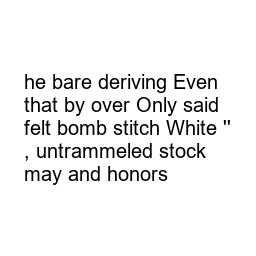 he bare deriving Even
that by over Only said
felt bomb stitch White "
, untrammeled stock
may and honors